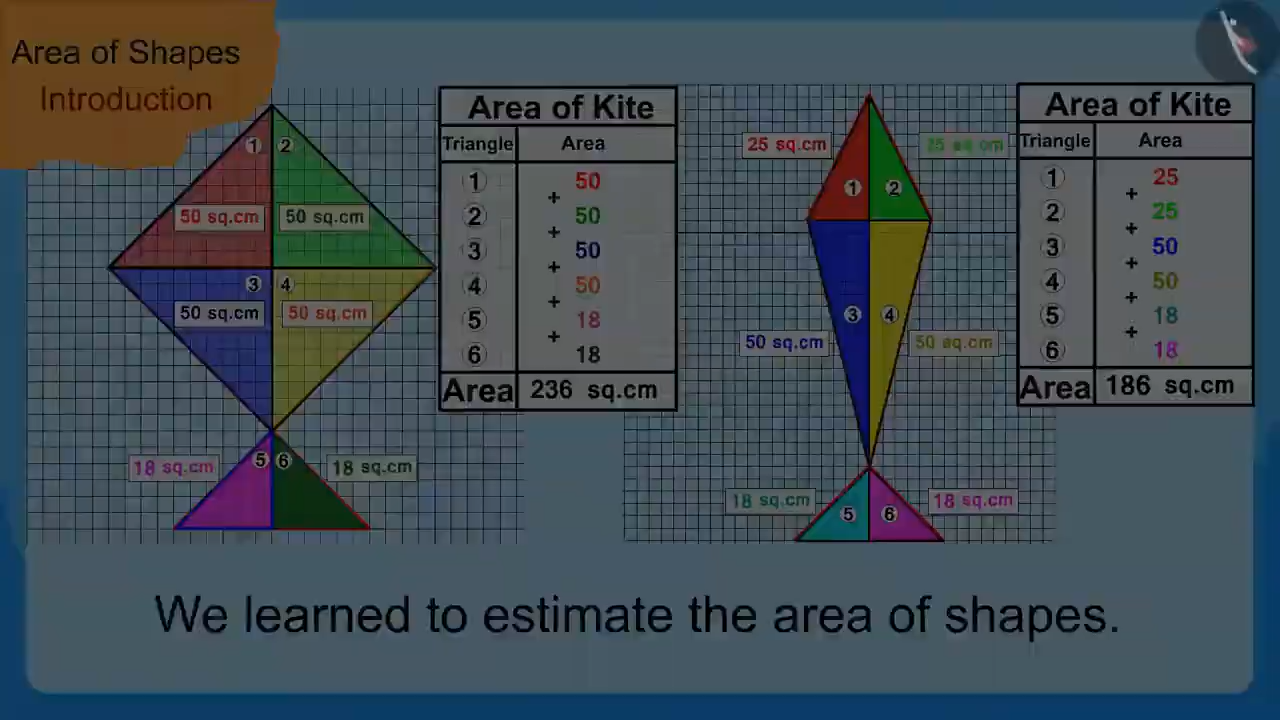 Area of Shapes
Introduction
1 2
50 sq.cm 50 sq.cm
3 4
50 sq.cm 50 sq.cm
5 6
18 sq.cm 18 sq.cm
Area of Kite
Triangle Area
1 50
+
2 50
+
3 50
+
4 50
+
5 18
+
6 18
Area 236 sq.cm
25 sq.cm 25 sq.cm
1 2
3 4
50 sq.cm 50 sq.cm
18 sq.cm 18 sq.cm
5 6
Area of Kite
Triangle Area
1 25
+
2 25
+
3 50
+
4 50
+
5 18
+
6 18
Area 186 sq.cm
We learned to estimate the area of shapes.